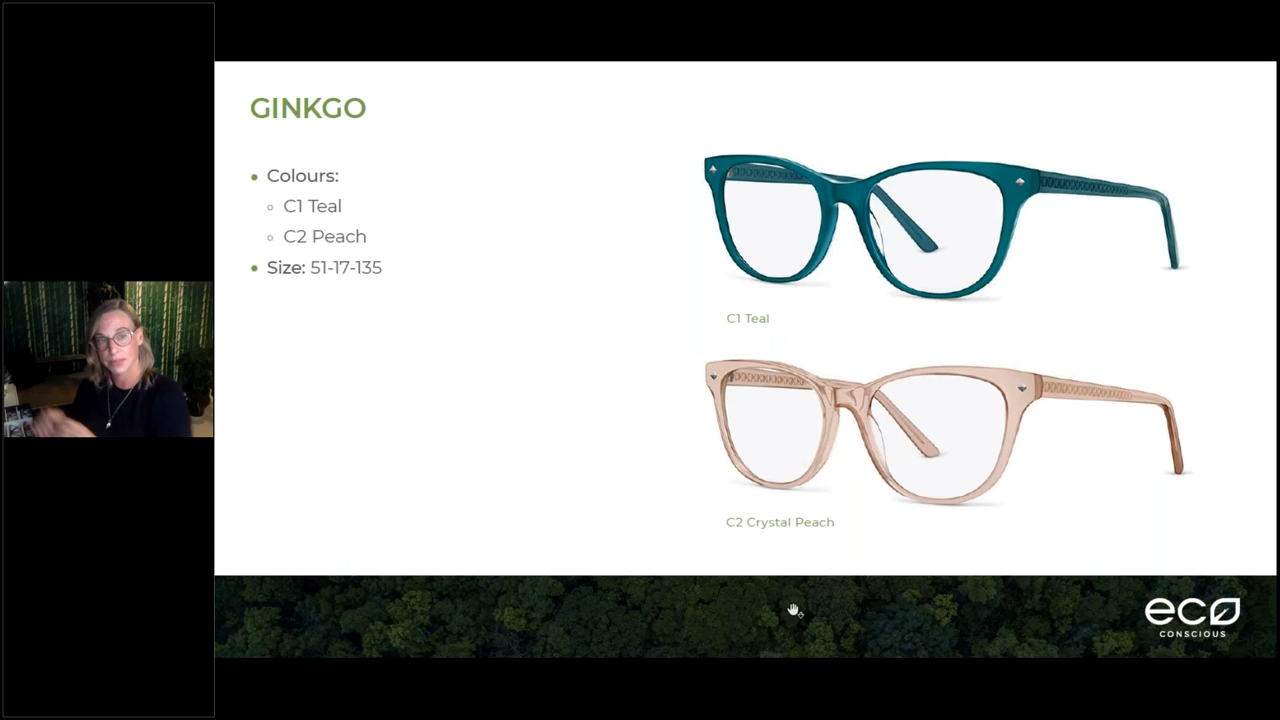 GINKGO
• Colours:
◦ C1 Teal
◦ C2 Peach
• Size: 51-17-135
C1 Teal
C2 Crystal Peach
eco
CONSCIOUS